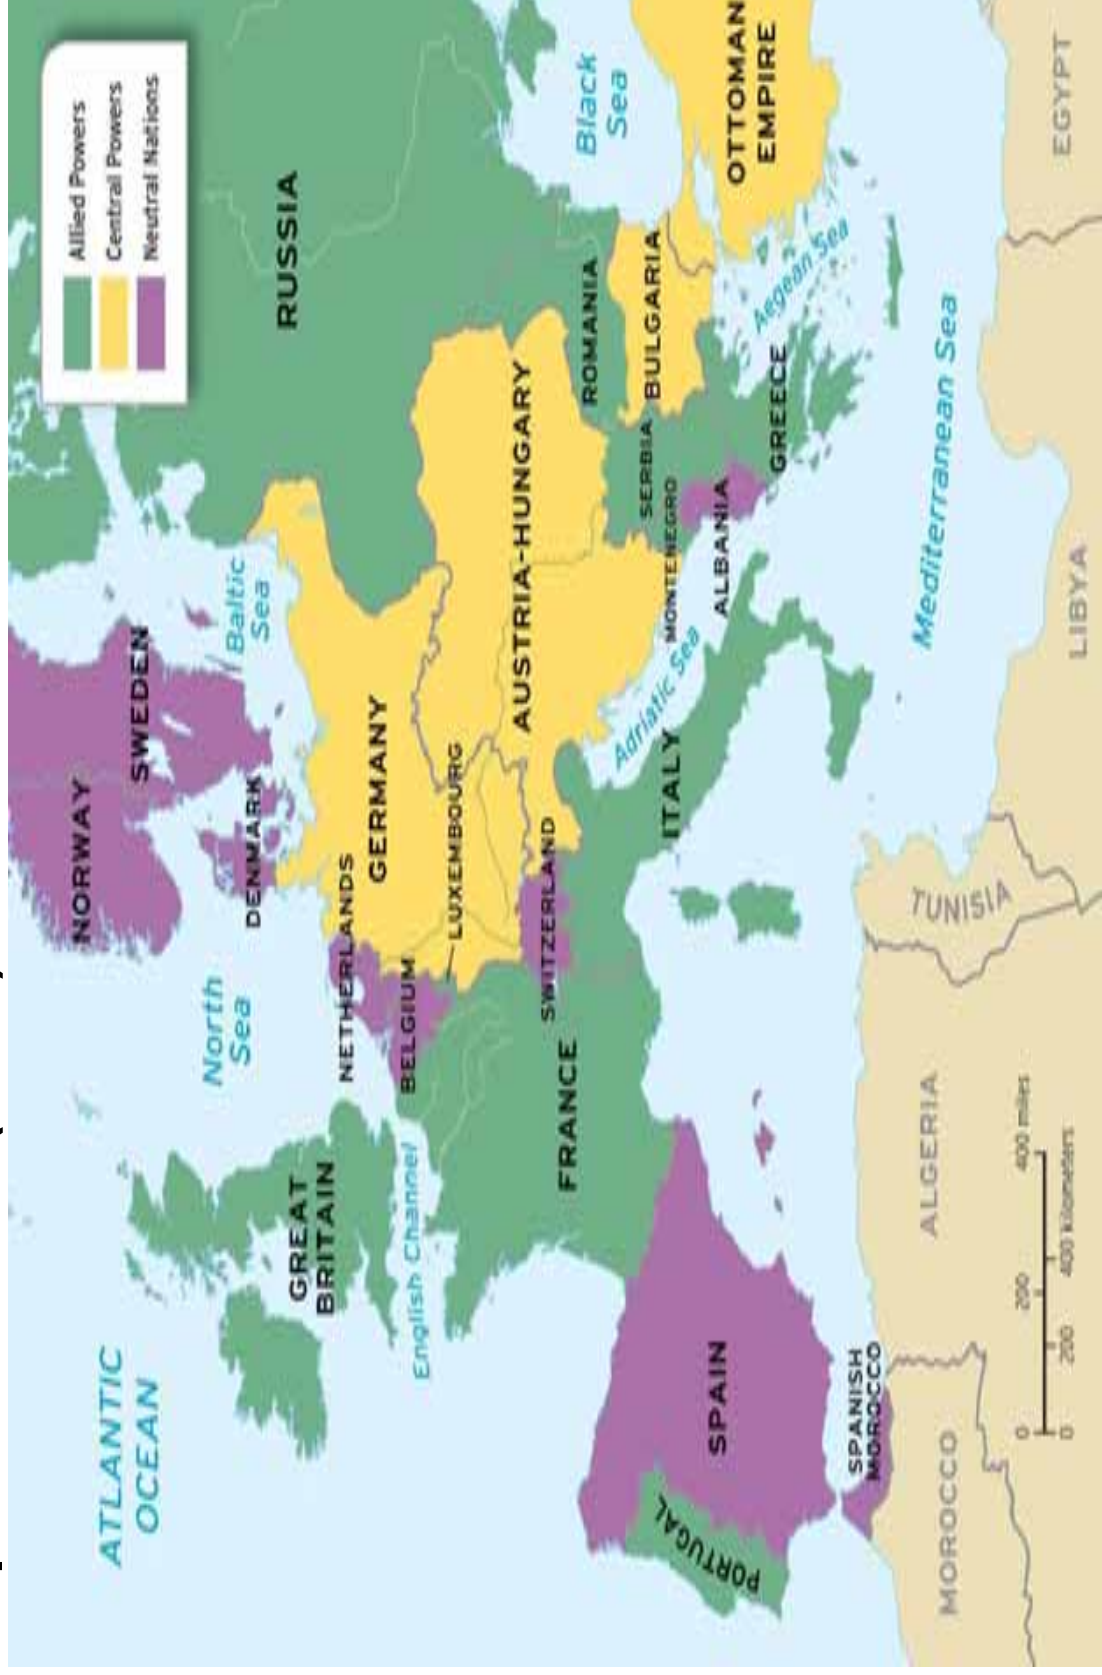 Allied Powers
Central Powers
Neutral Nations
ATLANTIC
OCEAN
NORWAY
SWEDEN
North
Sea
DENMARK
Baltic
Sea
RUSSIA
GREAT
BRITAIN
NETHERLANDS
GERMANY
BELGIUM
LUXEMBOURG
English Channel
FRANCE
SWITZERLAND
AUSTRIA-HUNGARY
ROMANIA
Black
Sea
SERBIA
BULGARIA
MONTENEGRO
Adriatic Sea
ITALY
ALBANIA
GREECE
Aegean Sea
OTTOMAN
EMPIRE
PORTUGAL
SPAIN
SPANISH
MOROCCO
Mediterranean Sea
MOROCCO
ALGERIA
TUNISIA
LIBYA
EGYPT
0 200 400 miles
0 200 400 kilometers